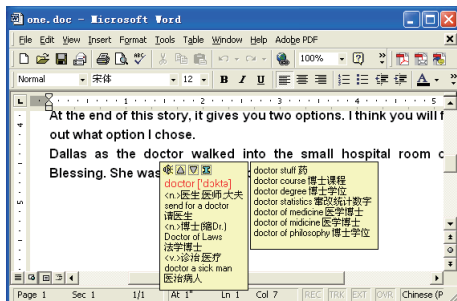 one.doc - Microsoft Word
File Edit View Insert Format Tools Table Window Help Adobe PDF
100%
Normal 宋体 12 B I U A
1 2 3 4 5
At the end of this story, it gives you two options. I think you will f
out what option I chose.
Dallas as the doctor walked into the small hospital room o
Blessing. She was
doctor ['dɔktə]
<n.>医生,医师,大夫
send for a doctor
请医生
<n.>博士(缩Dr.)
Doctor of Laws
法学博士
<v.>诊治,医疗
doctor a sick man
医治病人
doctor stuff 药
doctor course 博士课程
doctor degree 博士学位
doctor statistics 窜改统计数字
doctor of medicine 医学博士
doctor of midicine 医学博士
doctor of philosophy 博士学位
Page 1 Sec 1 1/1 At 1" Ln 1 Col 7 REC TRK EXT OVR Chinese (P